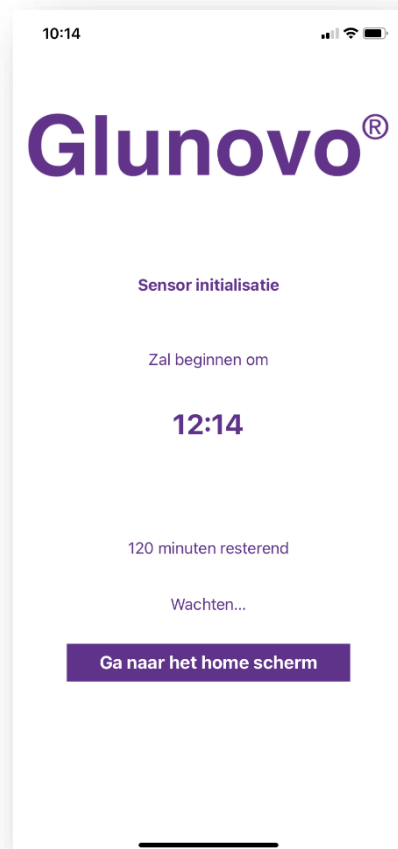 10:14
Glunovo®
Sensor initialisatie
Zal beginnen om
12:14
120 minuten resterend
Wachten...
Ga naar het home scherm